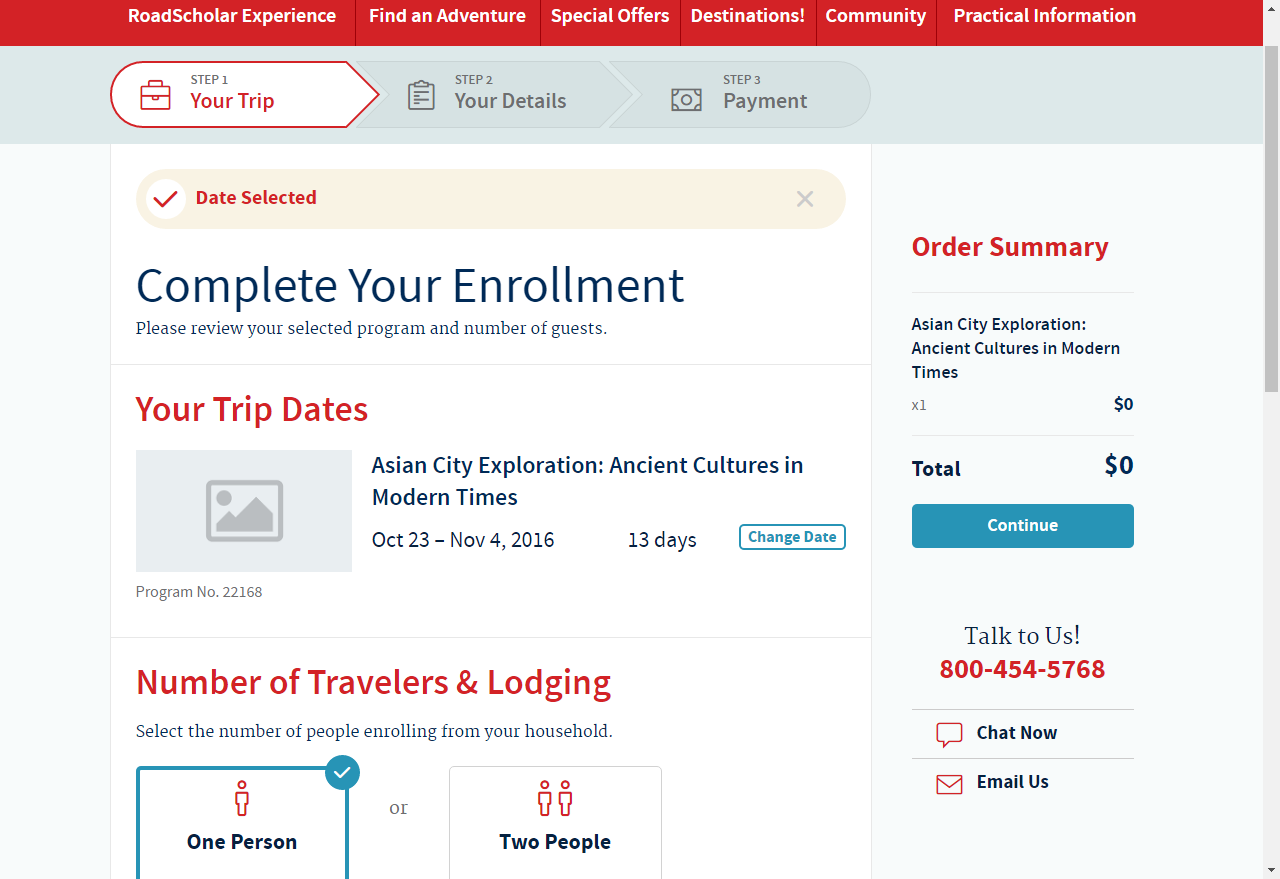 RoadScholar Experience
Find an Adventure
Special Offers
Destinations!
Community
Practical Information
STEP 1
Your Trip
STEP 2
Your Details
STEP 3
Payment
Date Selected
Complete Your Enrollment
Please review your selected program and number of guests.
Your Trip Dates
Asian City Exploration: Ancient Cultures in
Modern Times
Oct 23 – Nov 4, 2016
13 days
Change Date
Program No. 22168
Number of Travelers & Lodging
Select the number of people enrolling from your household.
One Person
or
Two People
Order Summary
Asian City Exploration:
Ancient Cultures in Modern
Times
x1
$0
Total
$0
Continue
Talk to Us!
800-454-5768
Chat Now
Email Us